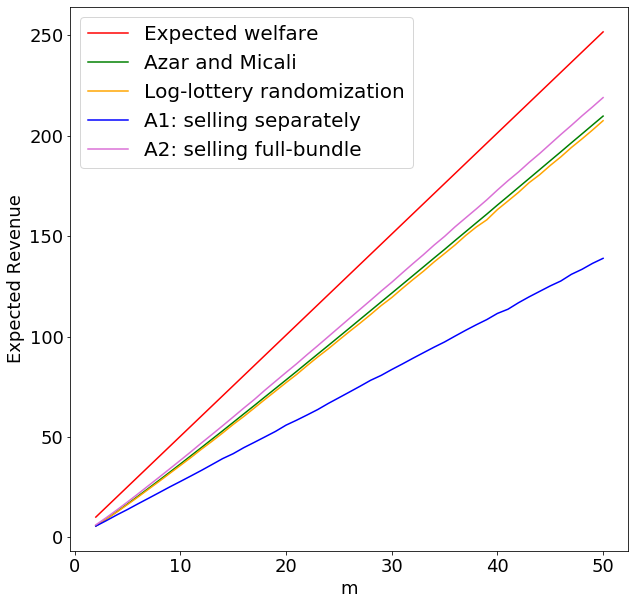 Expected welfare
Azar and Micali
Log-lottery randomization
A1: selling separately
A2: selling full-bundle
Expected Revenue
250
200
150
100
50
0
0 10 20 30 40 50
m